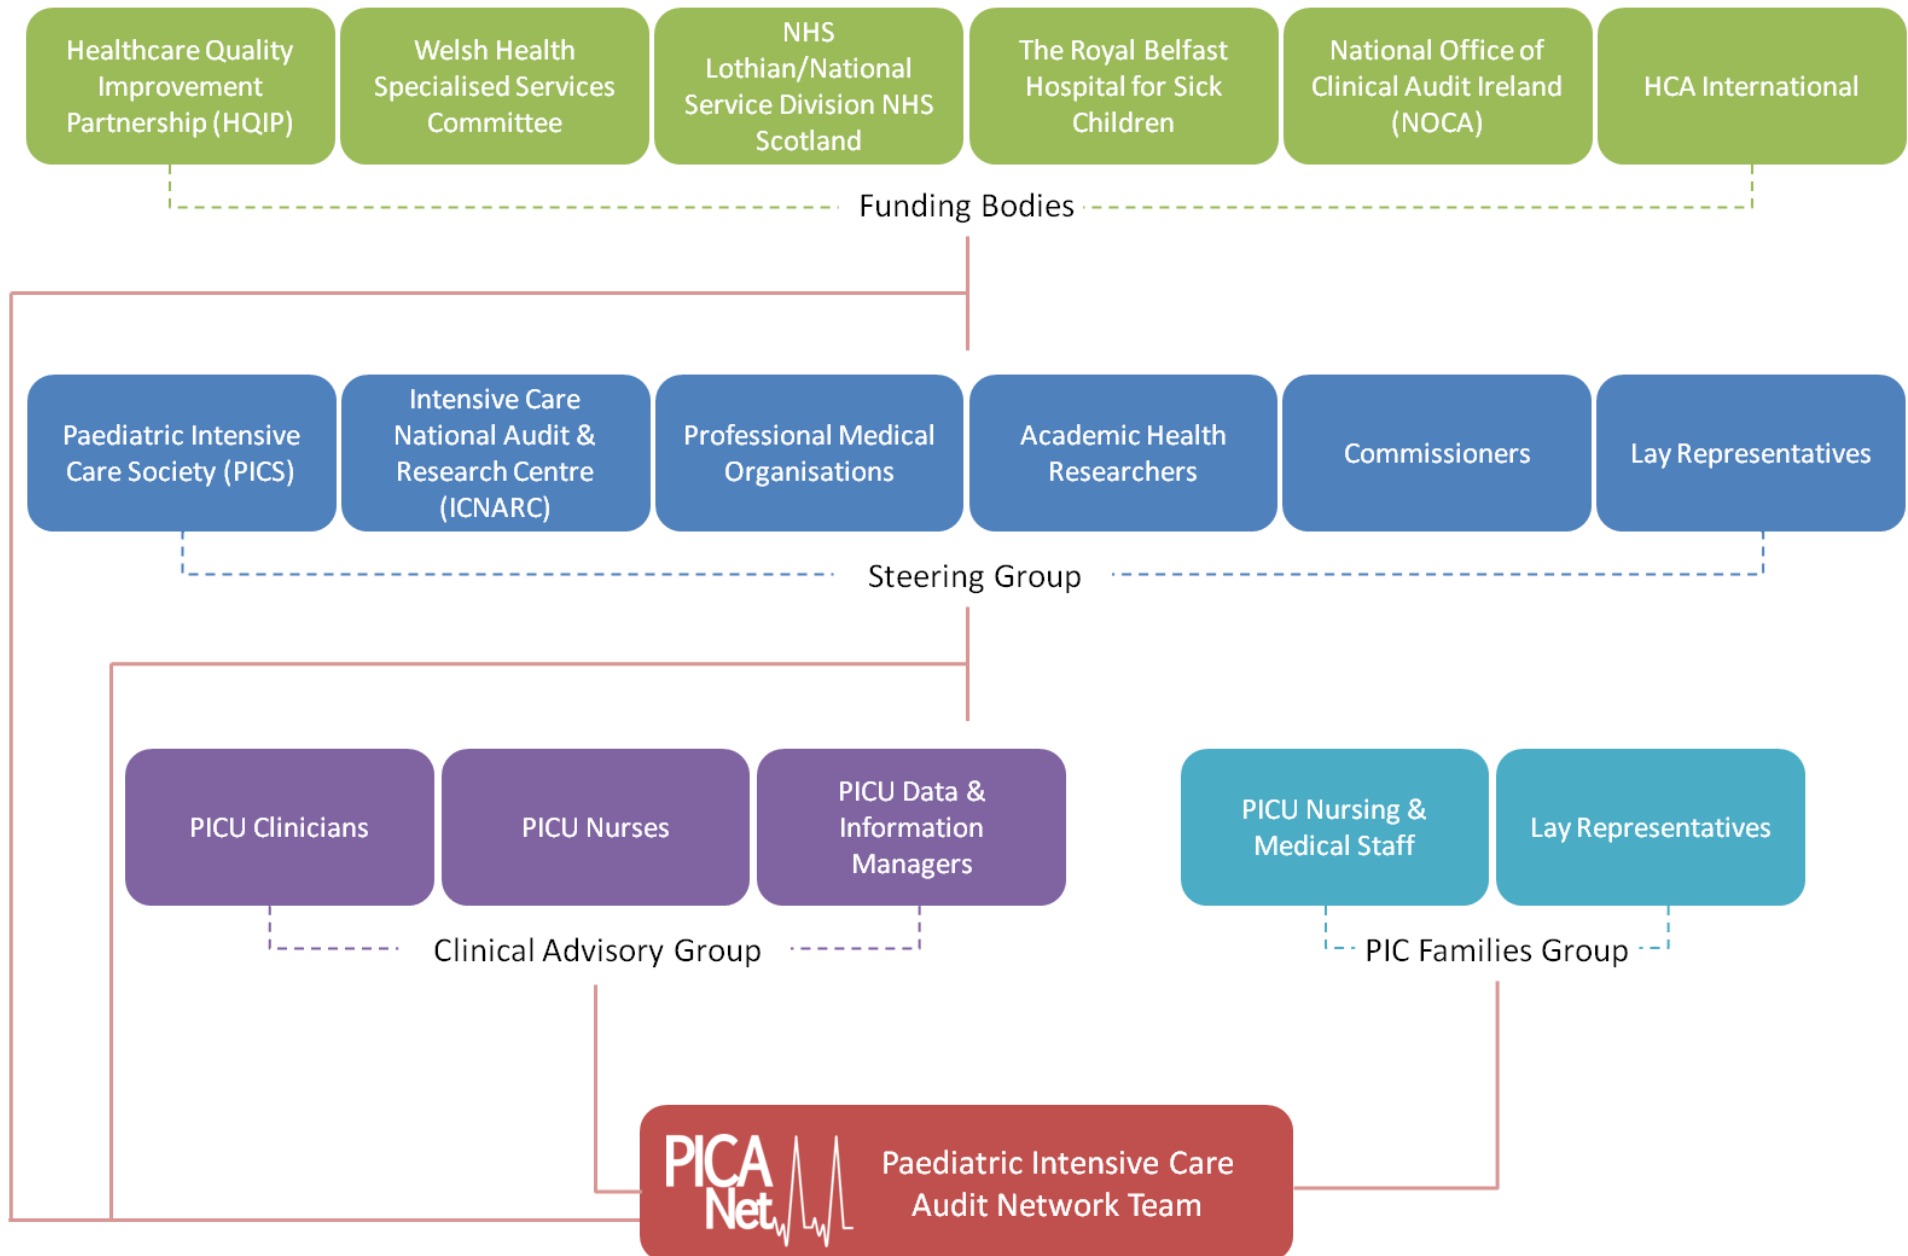 Healthcare Quality
Improvement
Partnership (HQIP)
Welsh Health
Specialised Services
Committee
NHS
Lothian/National
Service Division NHS
Scotland
The Royal Belfast
Hospital for Sick
Children
National Office of
Clinical Audit Ireland
(NOCA)
HCA International
Funding Bodies
Paediatric Intensive
Care Society (PICS)
Intensive Care
National Audit &
Research Centre
(ICNARC)
Professional Medical
Organisations
Academic Health
Researchers
Commissioners
Lay Representatives
Steering Group
PICU Clinicians
PICU Nurses
PICU Data &
Information
Managers
PICU Nursing &
Medical Staff
Lay Representatives
Clinical Advisory Group
PIC Families Group
PICA
Net
Paediatric Intensive Care
Audit Network Team